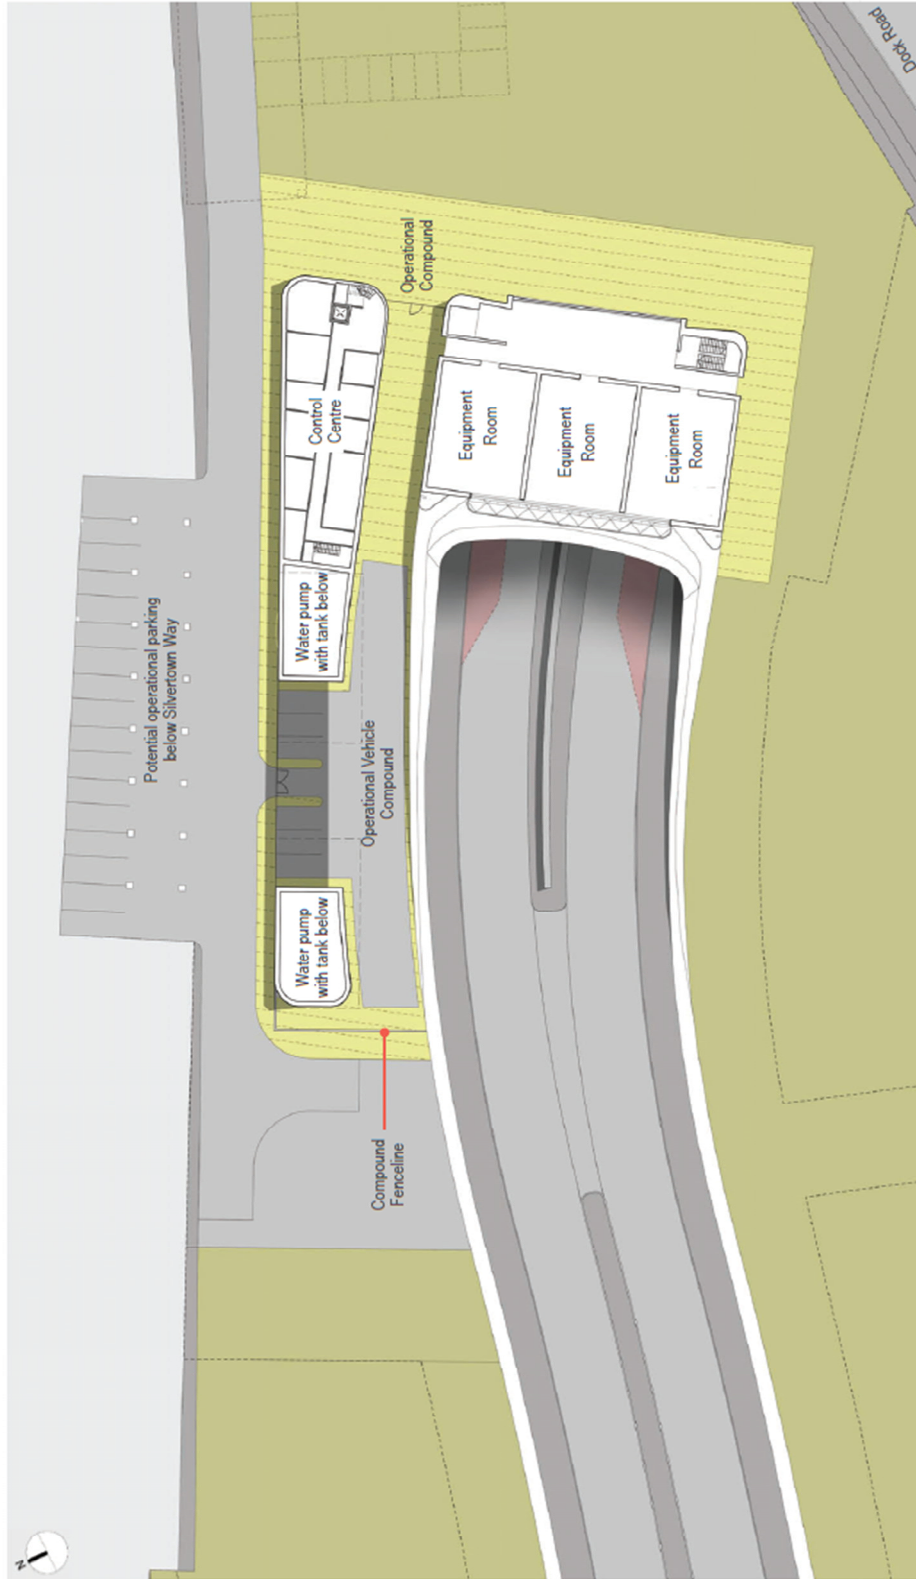 Dock Road
Operational
Compound
Control
Centre
Equipment
Room
Equipment
Room
Equipment
Room
Water pump
with tank below
Potential operational parking
below Silvertown Way
Operational Vehicle
Compound
Water pump
with tank below
Compound
Fenceline
N